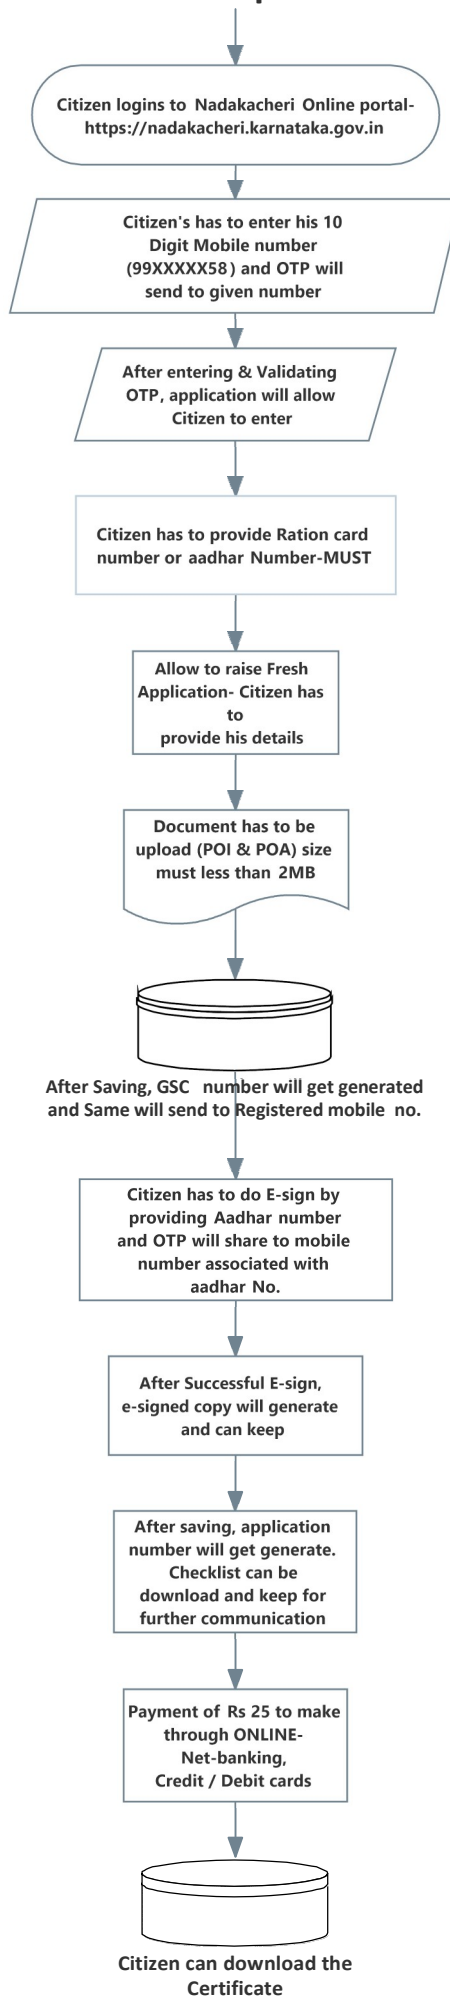 Citizen logins to Nadakacheri Online portal-
https://nadakacheri.karnataka.gov.in
Citizen's has to enter his 10
Digit Mobile number
(99XXXXX58) and OTP will
send to given number
After entering & Validating
OTP, application will allow
Citizen to enter
Citizen has to provide Ration card
number or aadhar Number-MUST
Allow to raise Fresh
Application- Citizen has
to
provide his details
Document has to be
upload (POI & POA) size
must less than 2MB
After Saving, GSC number will get generated
and Same will send to Registered mobile no.
Citizen has to do E-sign by
providing Aadhar number
and OTP will share to mobile
number associated with
aadhar No.
After Successful E-sign,
e-signed copy will generate
and can keep
After saving, application
number will get generate.
Checklist can be
download and keep for
further communication
Payment of Rs 25 to make
through ONLINE-
Net-banking,
Credit / Debit cards
Citizen can download the
Certificate